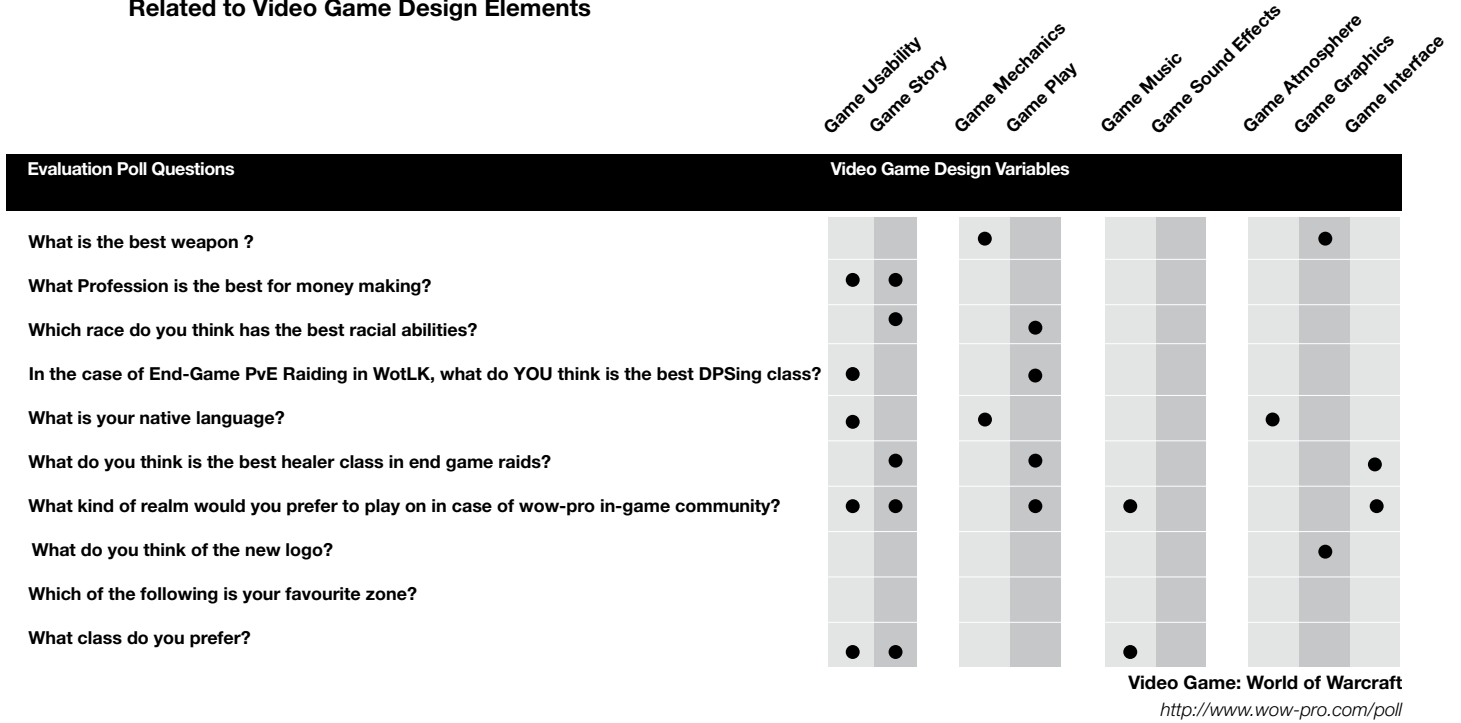 Related to Video Game Design Elements
Game Usability
Game Story
Game Mechanics
Game Play
Game Music
Game Sound Effects
Game Atmosphere
Game Graphics
Game Interface
Evaluation Poll Questions
Video Game Design Variables
What is the best weapon ?
What Profession is the best for money making?
Which race do you think has the best racial abilities?
In the case of End-Game PvE Raiding in WotLK, what do YOU think is the best DPSing class?
What is your native language?
What do you think is the best healer class in end game raids?
What kind of realm would you prefer to play on in case of wow-pro in-game community?
What do you think of the new logo?
Which of the following is your favourite zone?
What class do you prefer?
Video Game: World of Warcraft
http://www.wow-pro.com/poll